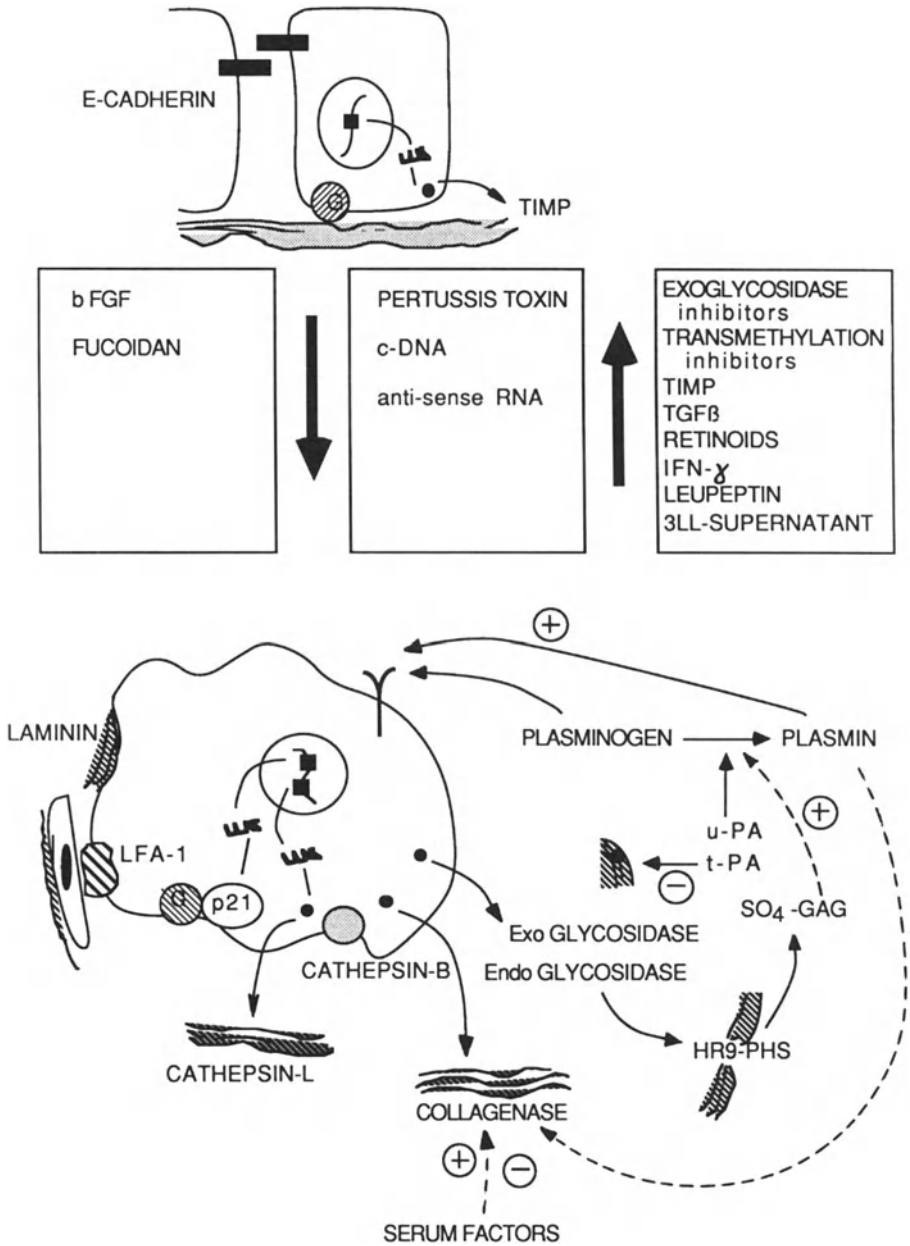 E-CADHERIN
G
TIMP
b FGF
FUCOIDAN
PERTUSSIS TOXIN
c-DNA
anti-sense RNA
EXOGLYCOSIDASE
inhibitors
TRANSMETHYLATION
inhibitors
TIMP
TGFß
RETINOIDS
IFN-γ
LEUPEPTIN
3LL-SUPERNATANT
+
LAMININ
PLASMINOGEN
PLASMIN
LFA-1
u-PA
+
t-PA
−
G
p21
SO4 -GAG
Exo GLYCOSIDASE
CATHEPSIN-B
Endo GLYCOSIDASE
HR9-PHS
CATHEPSIN-L
COLLAGENASE
+ −
SERUM FACTORS